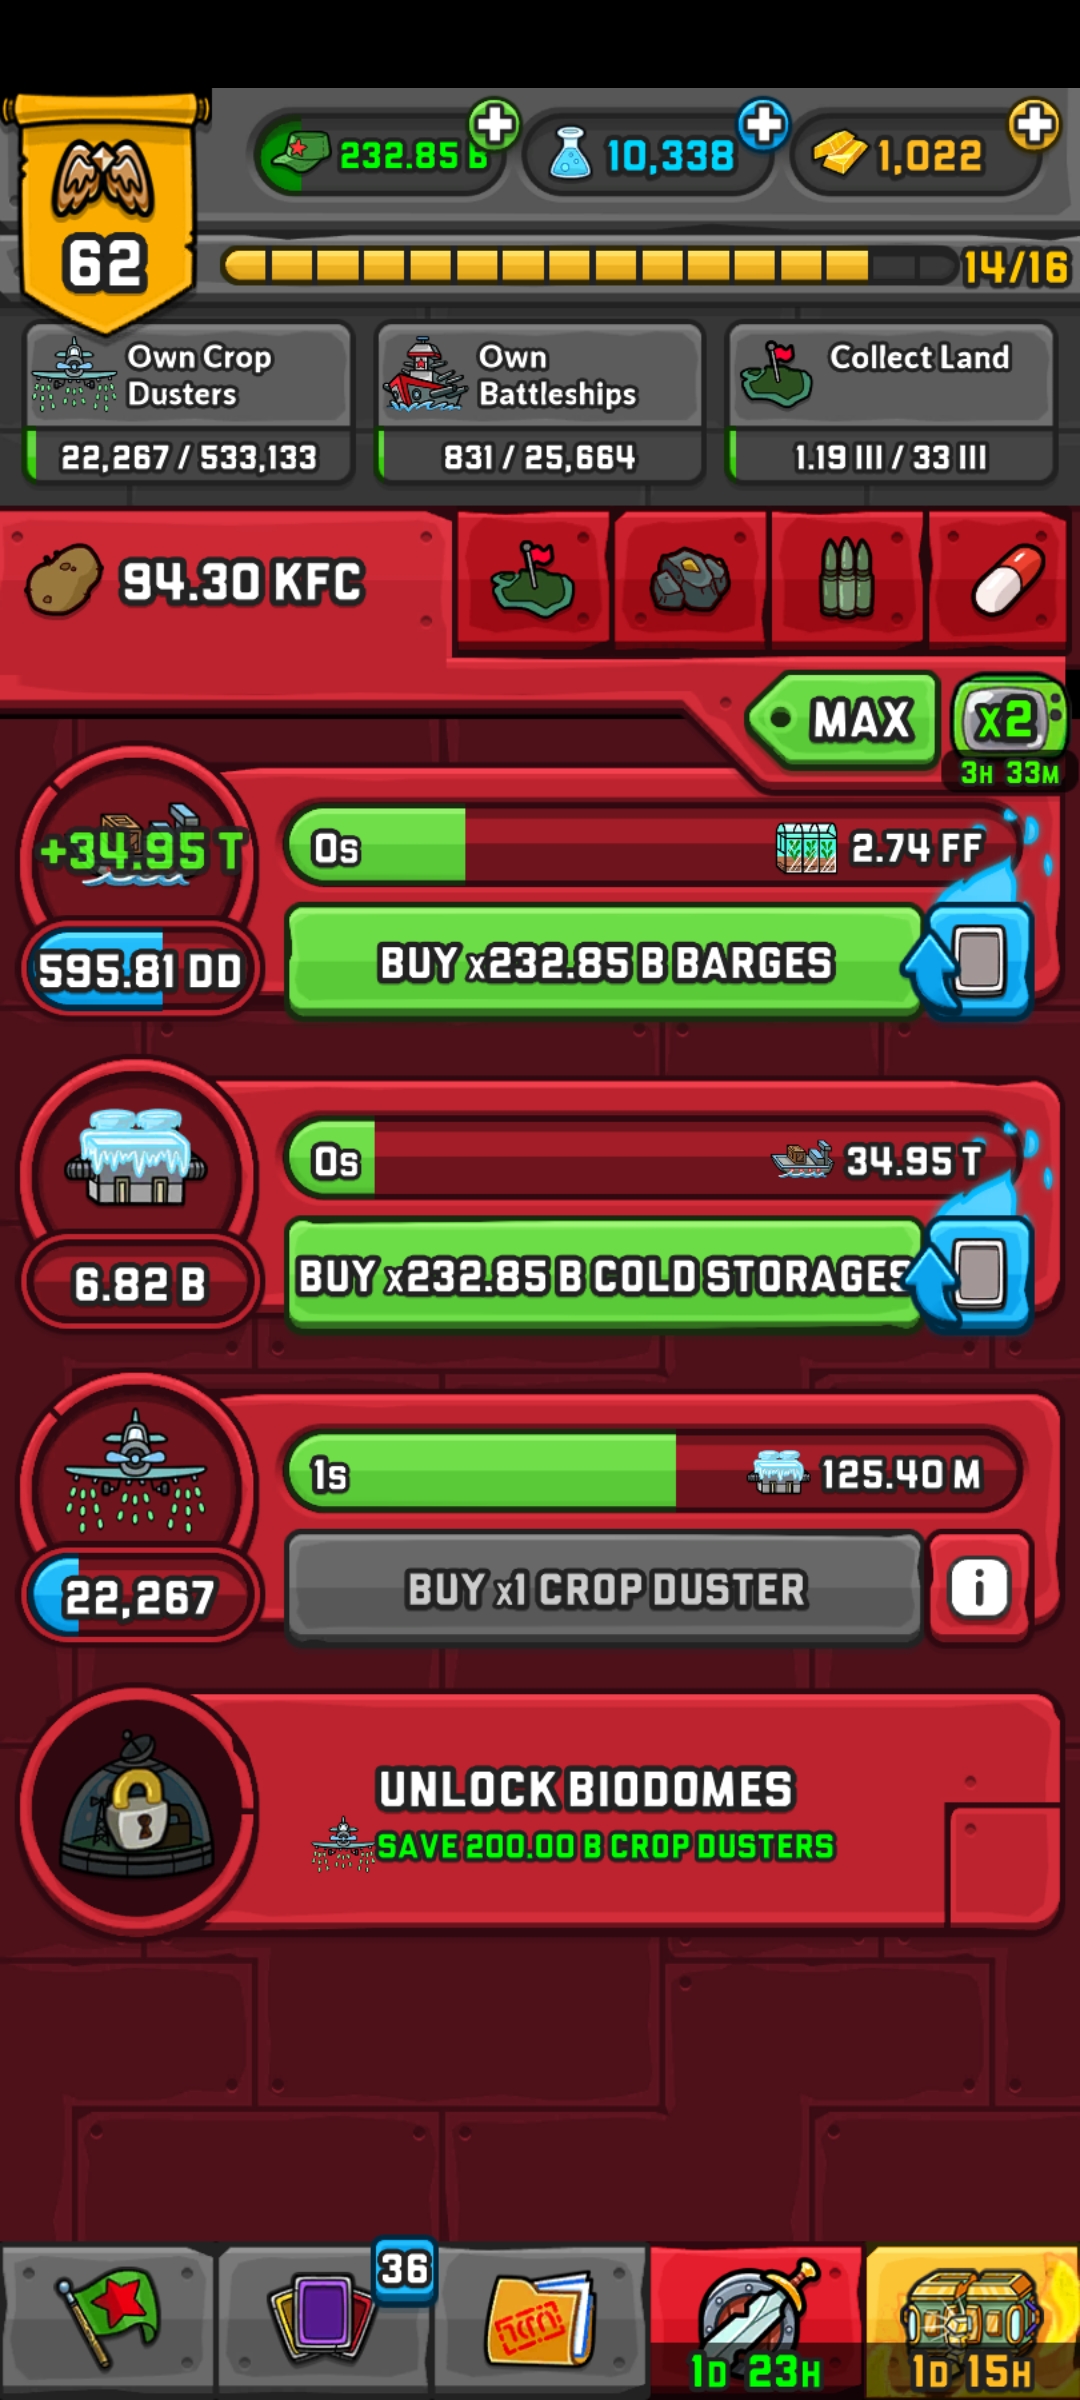 62
232.85 B
10,338
1,022
14/16
Own Crop
Dusters
22,267 / 533,133
Own
Battleships
831 / 25,664
Collect Land
1.19 III / 33 III
94.30 KFC
MAX
x2
3H 33M
+34.95 T
0s
2.74 FF
595.81 DD
BUY x232.85 B BARGES
0s
34.95 T
6.82 B
BUY x232.85 B COLD STORAGES
1s
125.40 M
22,267
BUY x1 CROP DUSTER
i
UNLOCK BIODOMES
SAVE 200.00 B CROP DUSTERS
36
1D 23H
1D 15H